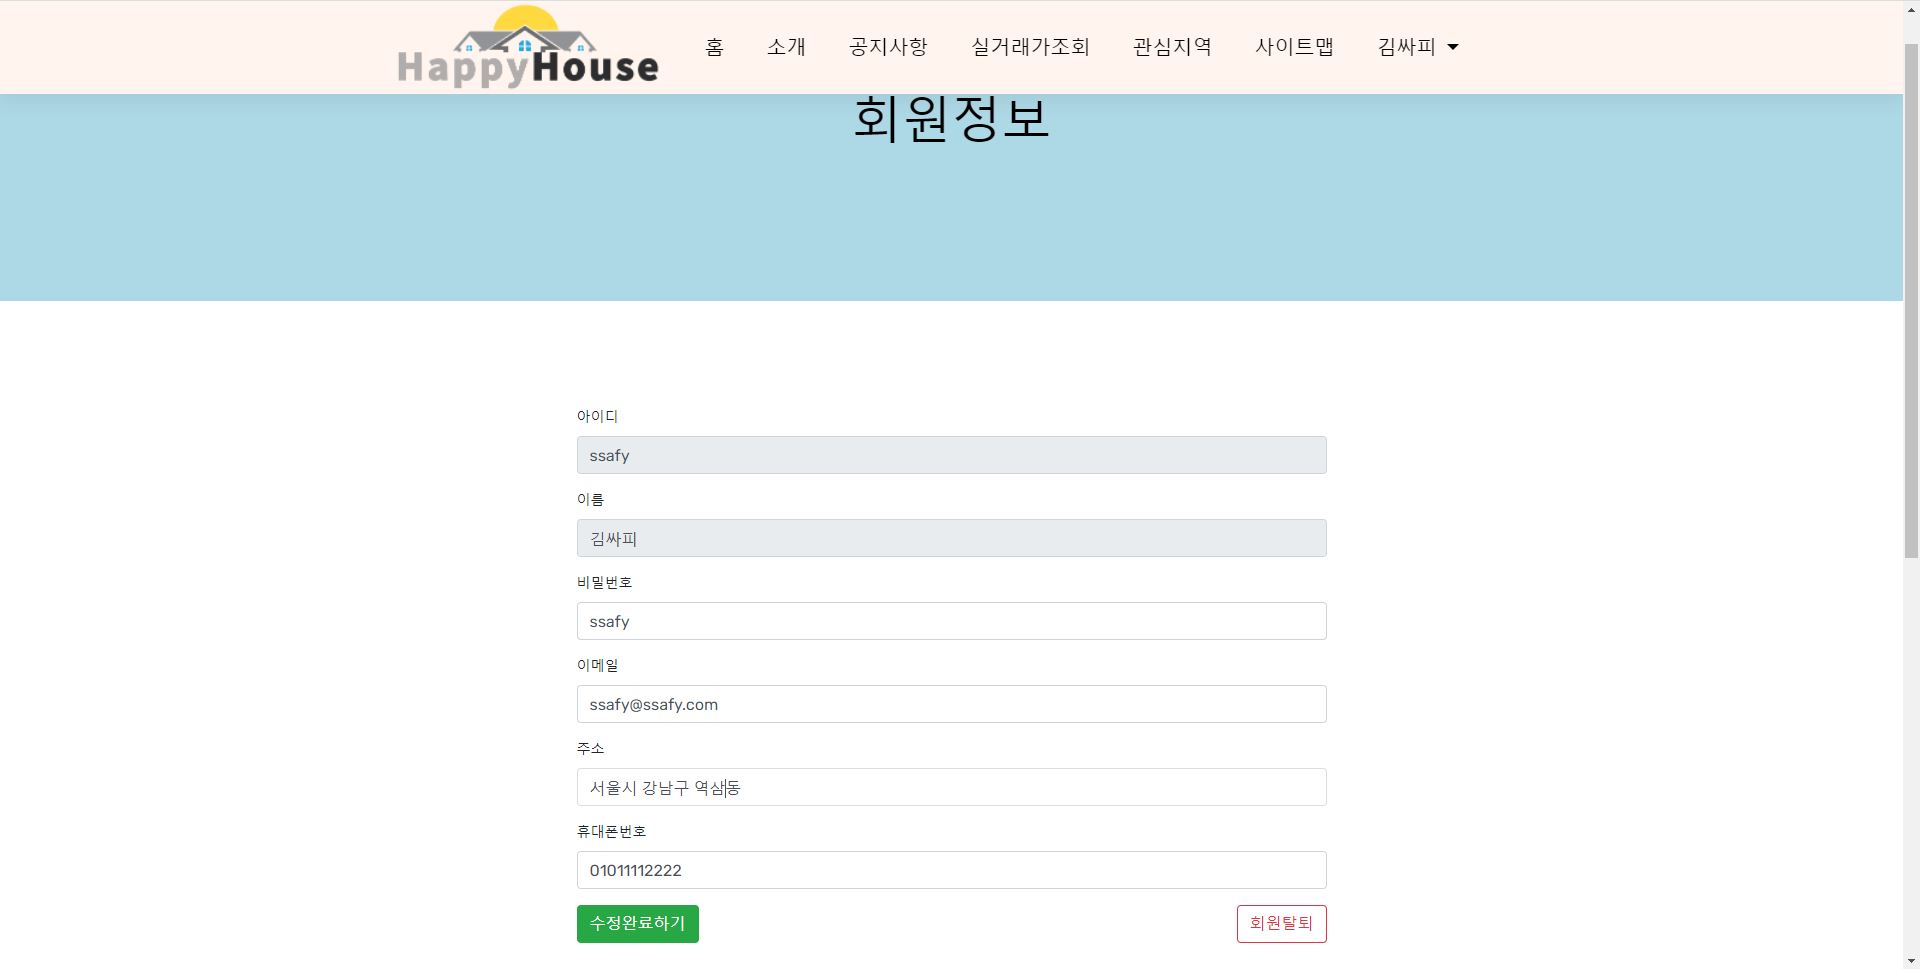 HappyHouse 홈 소개 공지사항 실거래가조회 관심지역 사이트맵 김싸피
회원정보
아이디
ssafy
이름
김싸피
비밀번호
ssafy
이메일
ssafy@ssafy.com
주소
서울시 강남구 역삼동
휴대폰번호
01011112222
수정완료하기 회원탈퇴